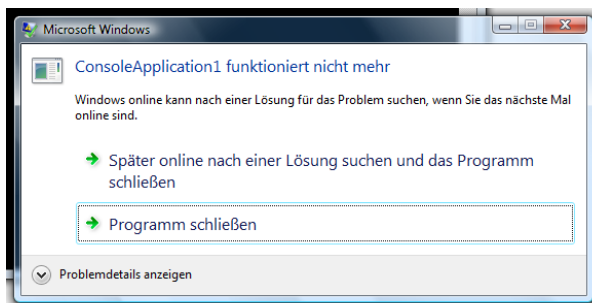 Microsoft Windows
ConsoleApplication1 funktioniert nicht mehr
Windows online kann nach einer Lösung für das Problem suchen, wenn Sie das nächste Mal
online sind.
Später online nach einer Lösung suchen und das Programm
schließen
Programm schließen
Problemdetails anzeigen